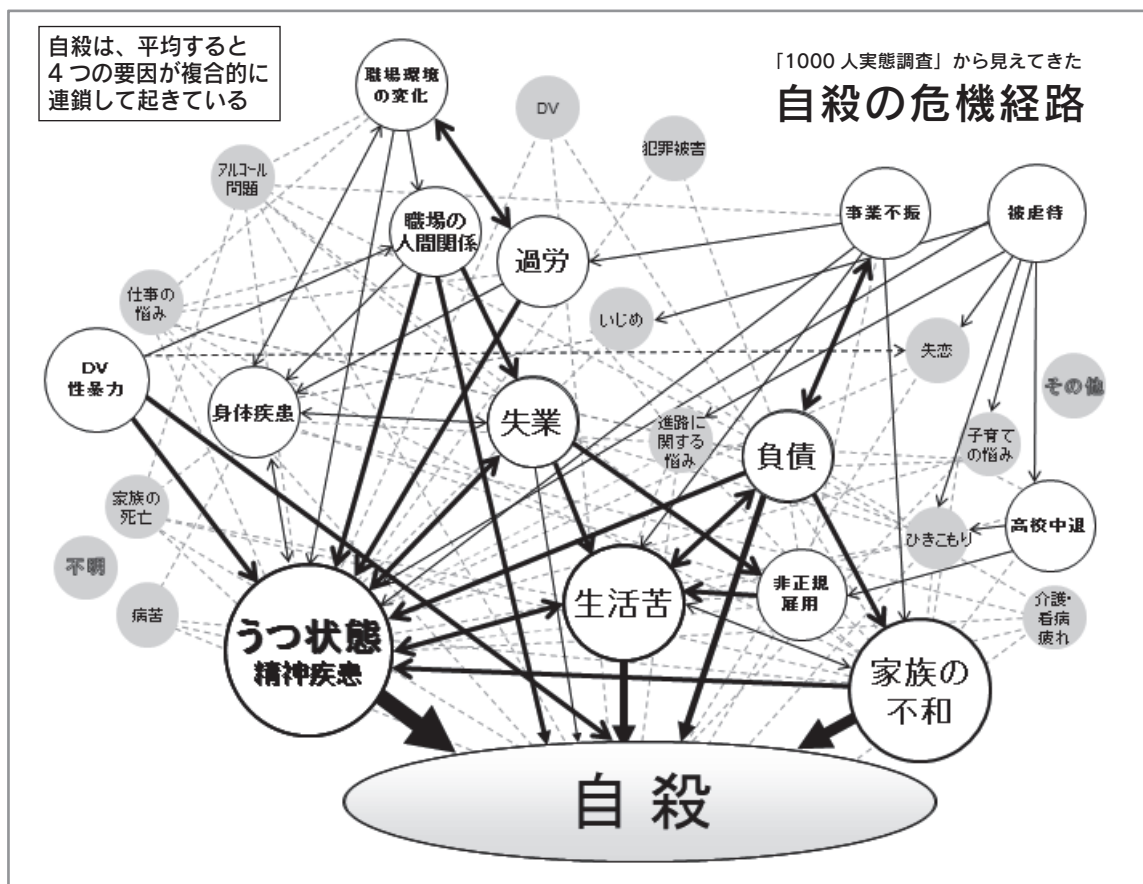 自殺は、平均すると
4つの要因が複合的に
連鎖して起きている
「1000人実態調査」から見えてきた
自殺の危機経路
職場環境
の変化
DV
犯罪被害
アルコール
問題
職場の
人間関係
過労
事業不振
被虐待
仕事の
悩み
いじめ
失恋
DV
性暴力
その他
身体疾患
失業
進路に
関する
悩み
負債
子育て
の悩み
家族の
死亡
高校中退
ひきこもり
不明
病苦
生活苦
非正規
雇用
介護・
看病
疲れ
うつ状態
精神疾患
家族の
不和
自殺